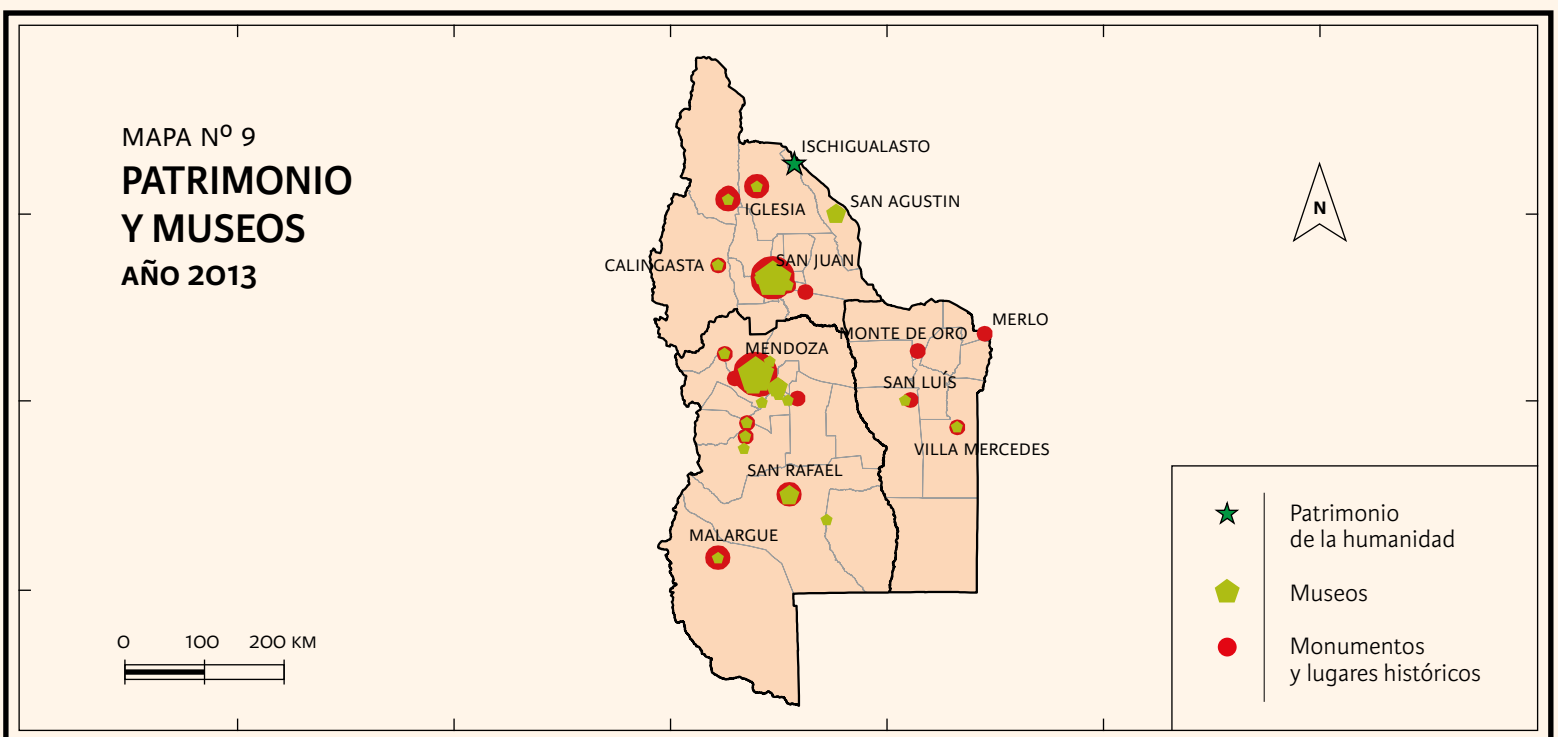 MAPA Nº 9
PATRIMONIO
Y MUSEOS
AÑO 2013
ISCHIGUALASTO
SAN AGUSTIN
IGLESIA
CALINGASTA
SAN JUAN
MERLO
MONTE DE ORO
MENDOZA
SAN LUÍS
VILLA MERCEDES
SAN RAFAEL
MALARGUE
N
0 100 200 KM
Patrimonio
de la humanidad
Museos
Monumentos
y lugares históricos